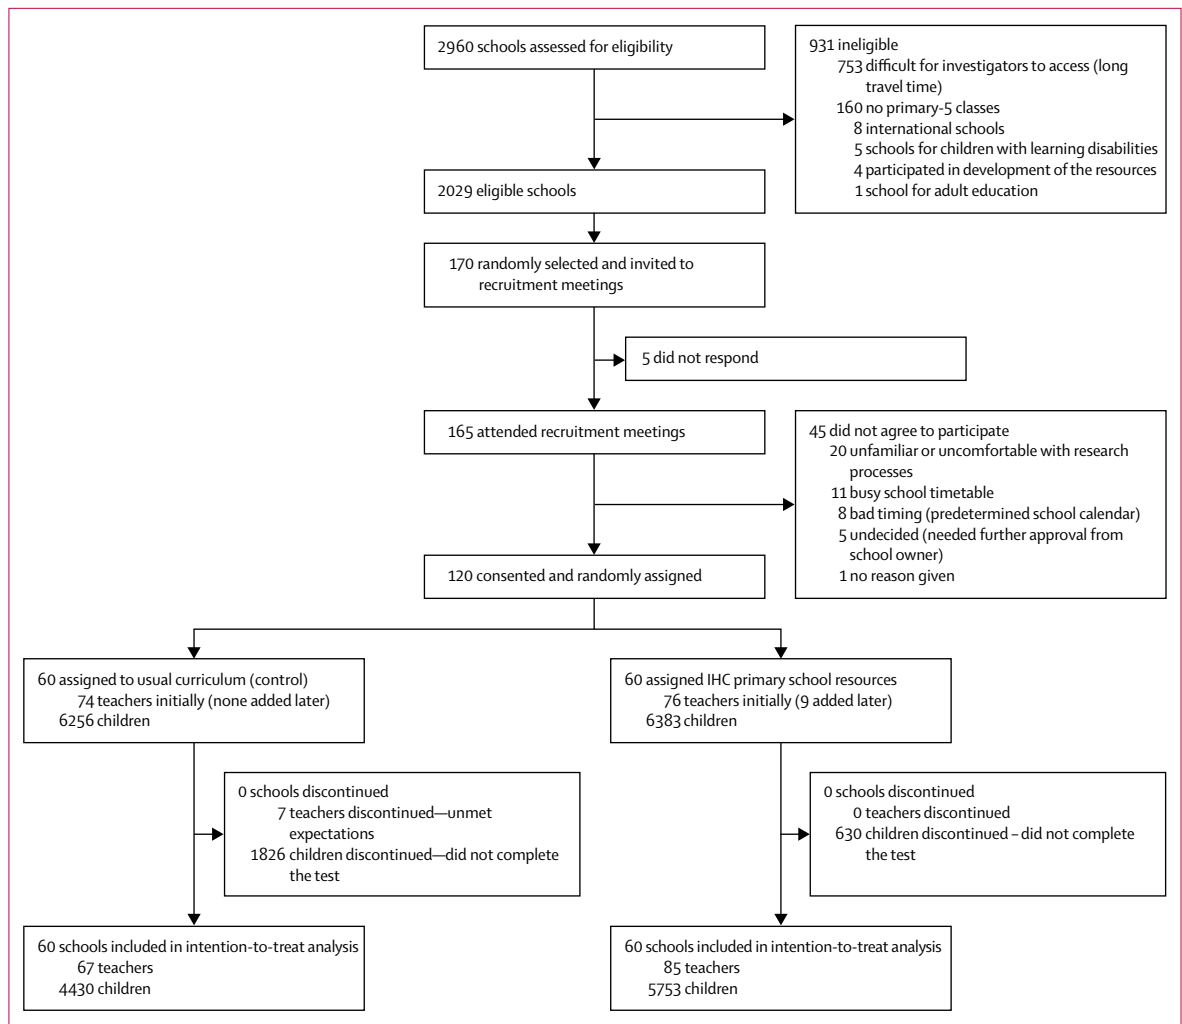 2960 schools assessed for eligibility
931 ineligible
753 difficult for investigators to access (long
travel time)
160 no primary-5 classes
8 international schools
5 schools for children with learning disabilities
4 participated in development of the resources
1 school for adult education
2029 eligible schools
170 randomly selected and invited to
recruitment meetings
5 did not respond
165 attended recruitment meetings
45 did not agree to participate
20 unfamiliar or uncomfortable with research
processes
11 busy school timetable
8 bad timing (predetermined school calendar)
5 undecided (needed further approval from
school owner)
1 no reason given
120 consented and randomly assigned
60 assigned to usual curriculum (control)
74 teachers initially (none added later)
6256 children
60 assigned IHC primary school resources
76 teachers initially (9 added later)
6383 children
0 schools discontinued
7 teachers discontinued—unmet
expectations
1826 children discontinued—did not complete
the test
0 schools discontinued
0 teachers discontinued
630 children discontinued – did not complete
the test
60 schools included in intention-to-treat analysis
67 teachers
4430 children
60 schools included in intention-to-treat analysis
85 teachers
5753 children